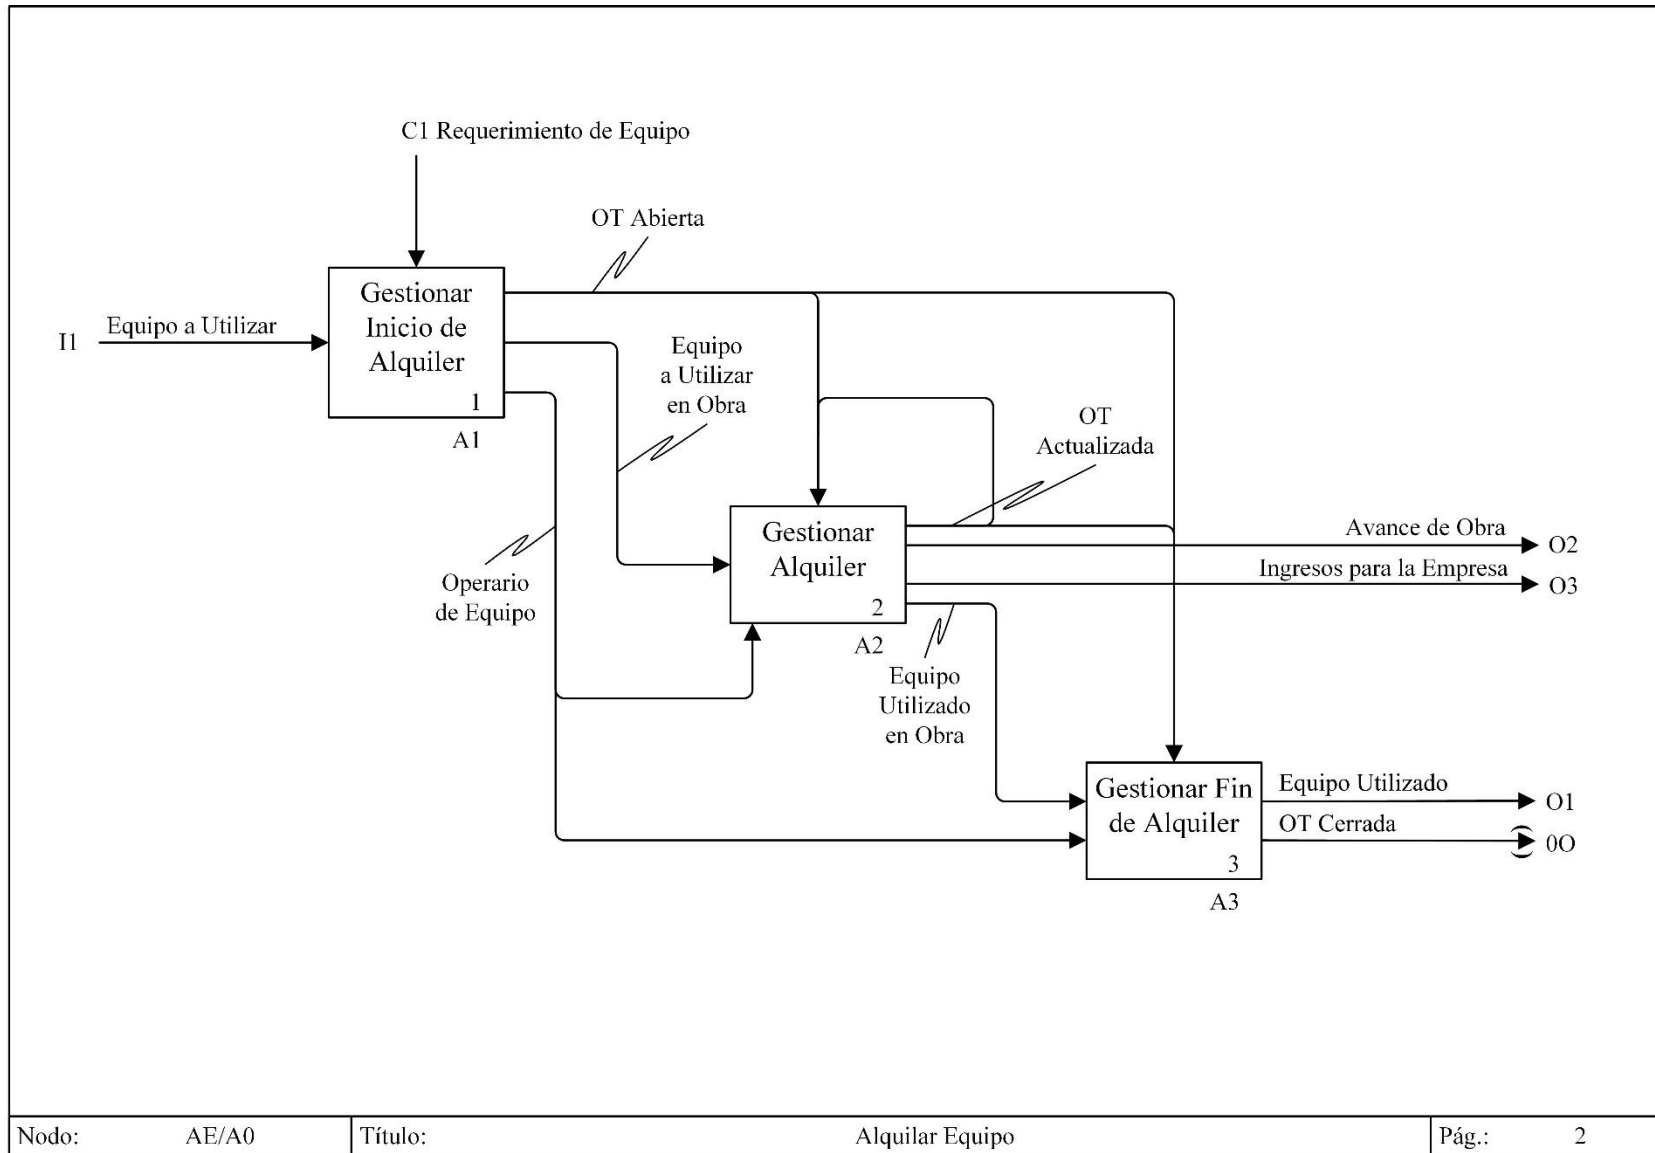 C1 Requerimiento de Equipo
OT Abierta
Gestionar
Inicio de
Alquiler
1
A1
I1
Equipo a Utilizar
Equipo
a Utilizar
en Obra
OT
Actualizada
Operario
de Equipo
Gestionar
Alquiler
2
A2
Avance de Obra
O2
Ingresos para la Empresa
O3
Equipo
Utilizado
en Obra
Gestionar Fin
de Alquiler
3
A3
Equipo Utilizado
O1
OT Cerrada
0O
Nodo: AE/A0 Título: Alquilar Equipo Pág.: 2